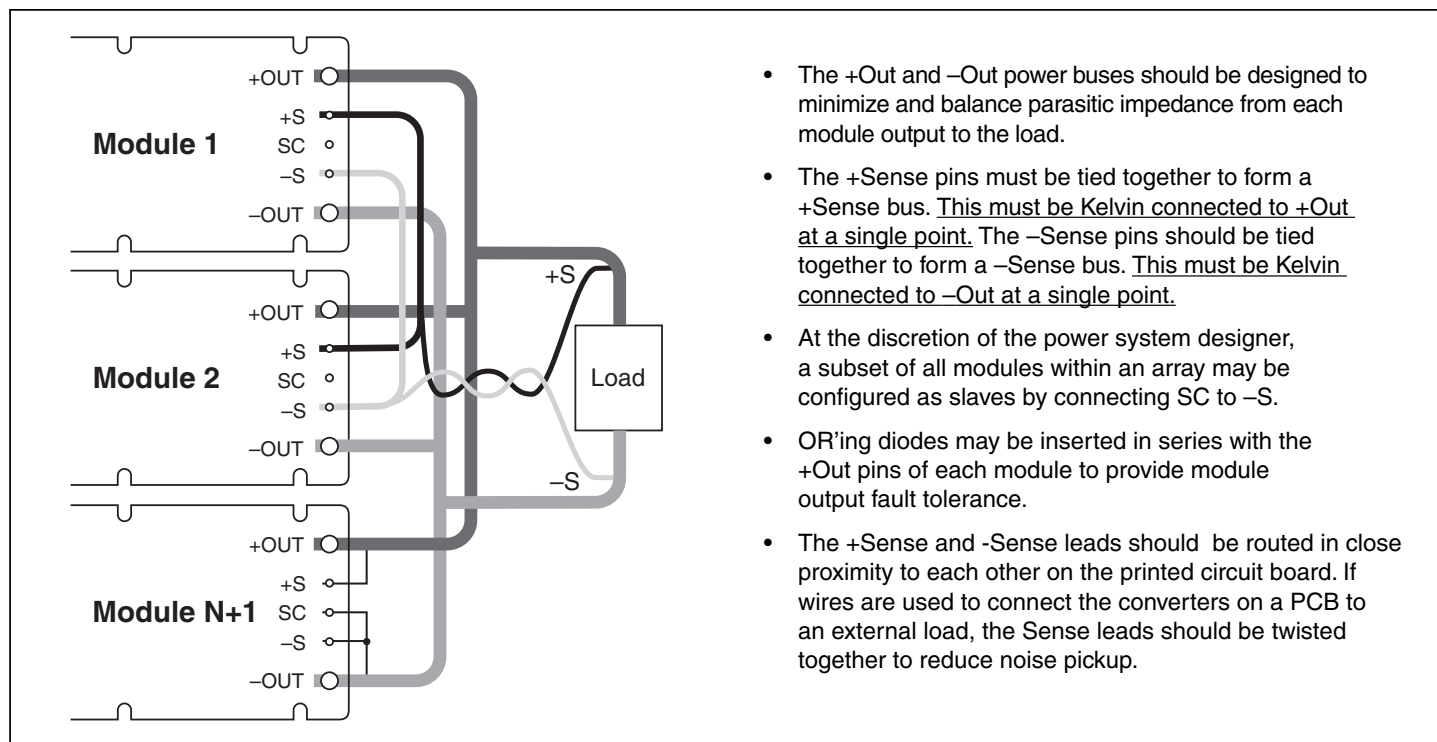 +OUT
+S
Module 1
SC
–S
–OUT
+OUT
+S
Module 2
SC
–S
–OUT
+OUT
+S
Module N+1
SC
–S
–OUT
+S
Load
–S
• The +Out and –Out power buses should be designed to
minimize and balance parasitic impedance from each
module output to the load.
• The +Sense pins must be tied together to form a
+Sense bus. This must be Kelvin connected to +Out
at a single point. The –Sense pins should be tied
together to form a –Sense bus. This must be Kelvin
connected to –Out at a single point.
• At the discretion of the power system designer,
a subset of all modules within an array may be
configured as slaves by connecting SC to –S.
• OR'ing diodes may be inserted in series with the
+Out pins of each module to provide module
output fault tolerance.
• The +Sense and -Sense leads should be routed in close
proximity to each other on the printed circuit board. If
wires are used to connect the converters on a PCB to
an external load, the Sense leads should be twisted
together to reduce noise pickup.